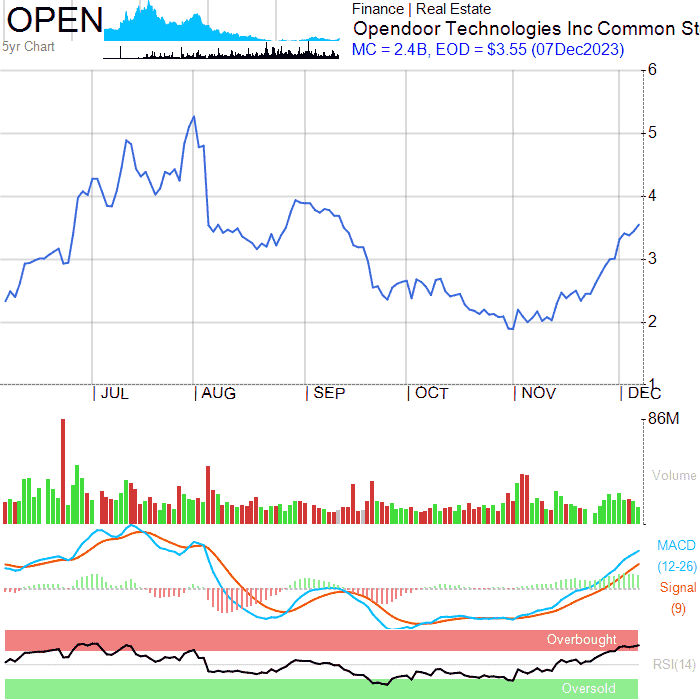 OPEN
5yr Chart
Finance | Real Estate
Opendoor Technologies Inc Common St
MC = 2.4B, EOD = $3.55 (07Dec2023)
6
5
4
3
2
1
JUL AUG SEP OCT NOV DEC
86M
Volume
MACD
(12-26)
Signal
(9)
Overbought
RSI(14)
Oversold